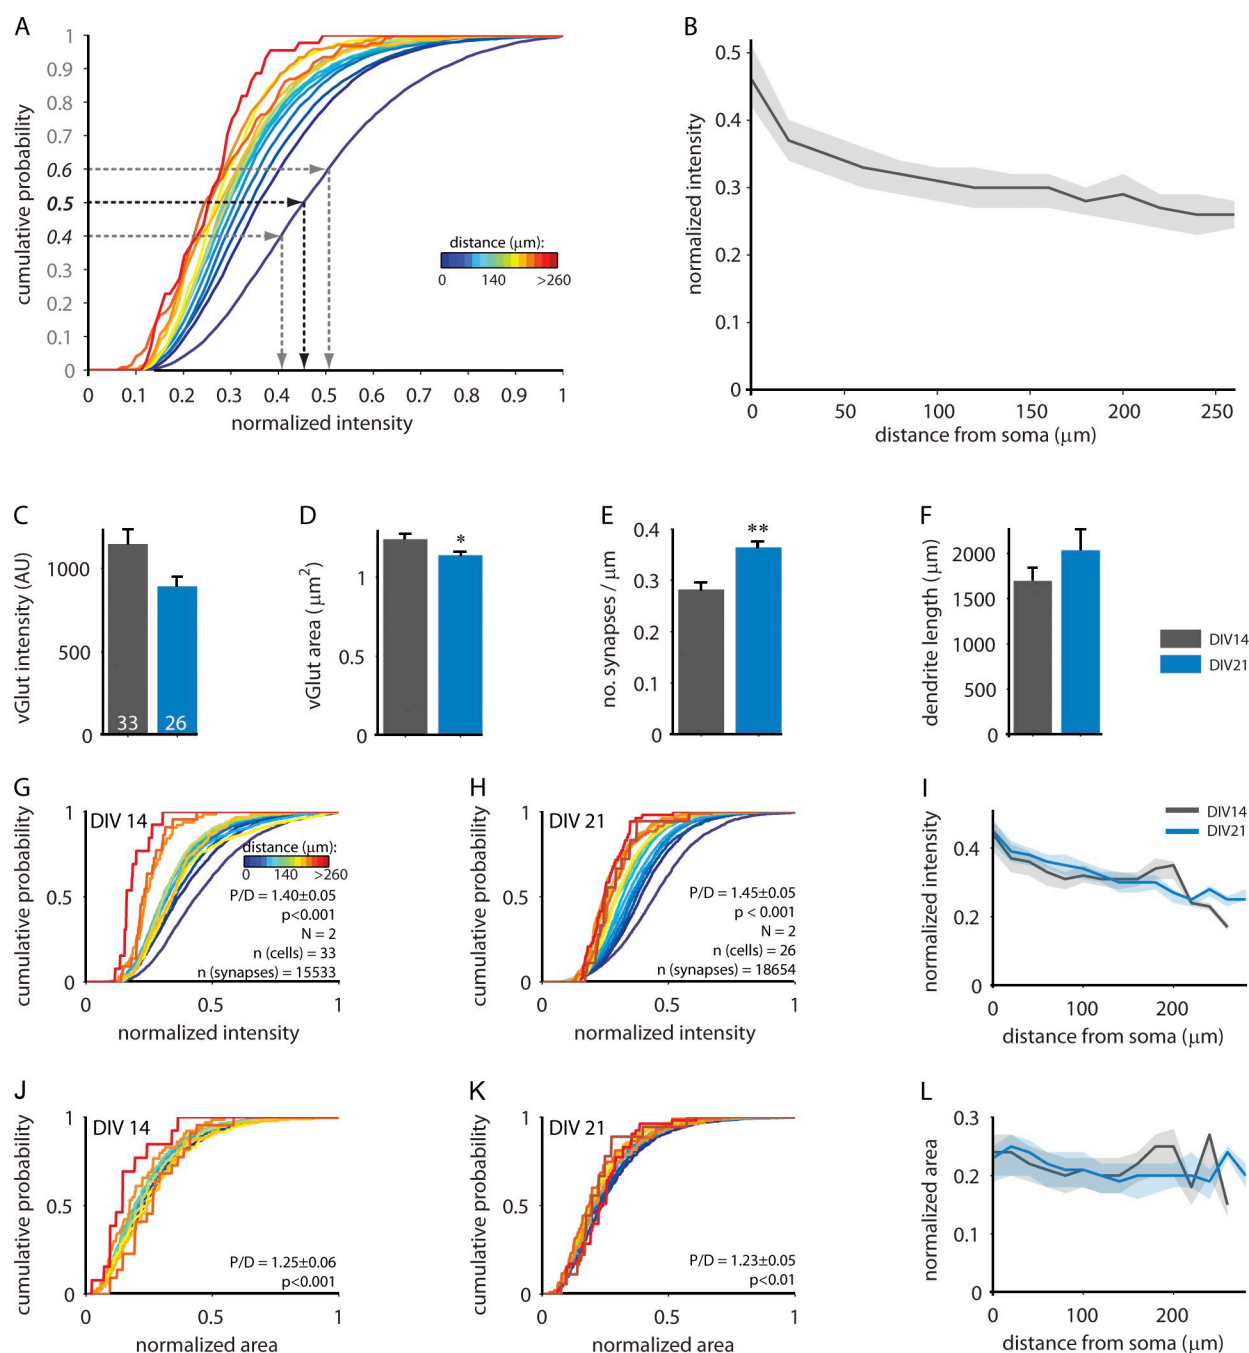 A
1
0.9
0.8
0.7
0.6
0.5
0.4
0.3
0.2
0.1
0
cumulative probability
0 0.1 0.2 0.3 0.4 0.5 0.6 0.7 0.8 0.9 1
normalized intensity
distance (μm):
0 140 >260
B
0.5
0.4
0.3
0.2
0.1
0
normalized intensity
0 50 100 150 200 250
distance from soma (μm)
C
vGlut intensity (AU)
1000
500
0
33 26
D
vGlut area (μm²)
1
0.5
0
*
E
no. synapses / μm
0.4
0.3
0.2
0.1
0
**
F
dendrite length (μm)
2000
1500
1000
500
0
DIV14
DIV21
G
cumulative probability
1
0.5
0
DIV 14
distance (μm):
0 140 >260
P/D = 1.40±0.05
p<0.001
N = 2
n (cells) = 33
n (synapses) = 15533
0 0.5 1
normalized intensity
H
cumulative probability
1
0.5
0
DIV 21
P/D = 1.45±0.05
p < 0.001
N = 2
n (cells) = 26
n (synapses) = 18654
0 0.5 1
normalized intensity
I
normalized intensity
0.4
0.2
0
DIV14
DIV21
0 100 200
distance from soma (μm)
J
cumulative probability
1
0.5
0
DIV 14
P/D = 1.25±0.06
p<0.001
0 0.5 1
normalized area
K
cumulative probability
1
0.5
0
DIV 21
P/D = 1.23±0.05
p<0.01
0 0.5 1
normalized area
L
normalized area
0.3
0.2
0.1
0
0 100 200
distance from soma (μm)